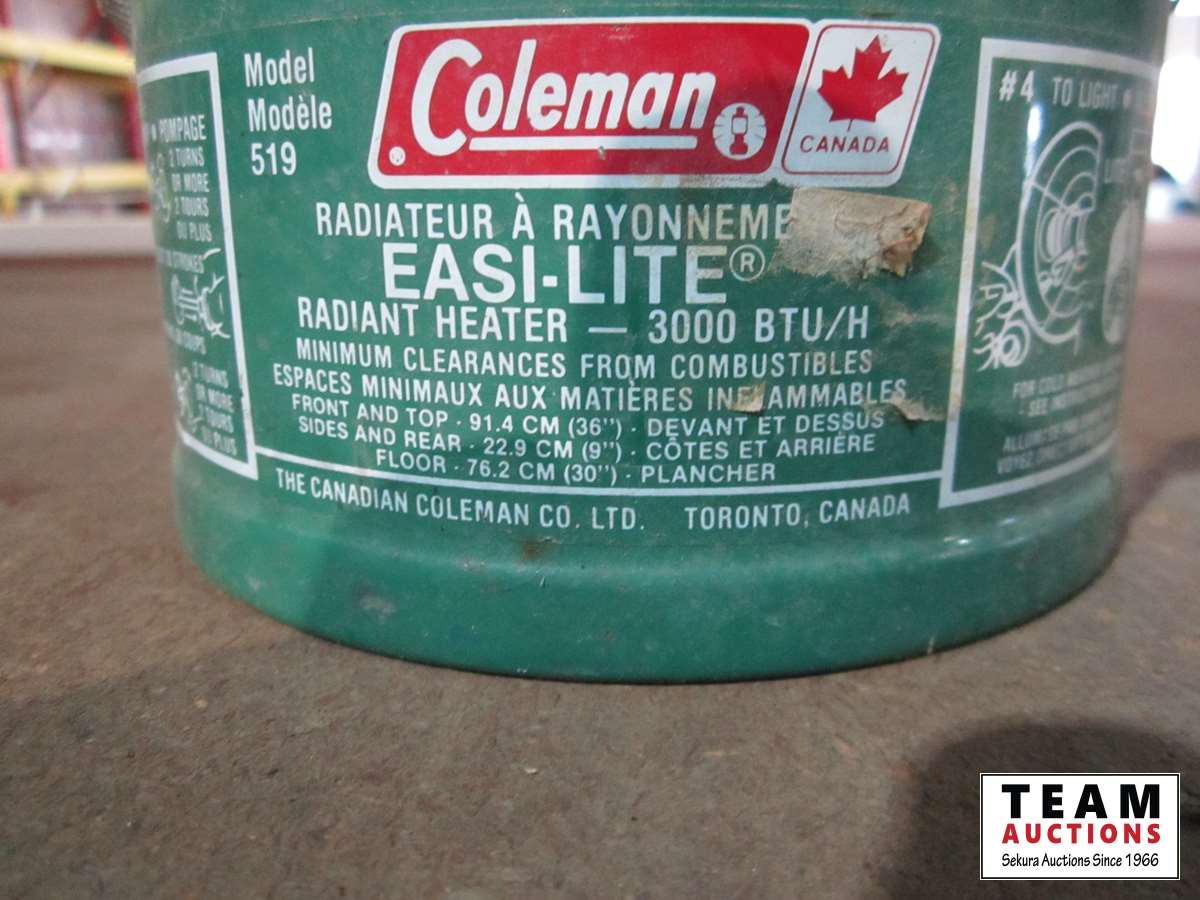 • POMPAGE
2 TURNS
OR MORE
2 TOURS
OU PLUS
STROKES
2 TURNS
OR MORE
2 TOURS
OU PLUS
Model
Modèle
519
Coleman
®
CANADA
RADIATEUR À RAYONNEME
EASI-LITE®
RADIANT HEATER — 3000 BTU/H
MINIMUM CLEARANCES FROM COMBUSTIBLES
ESPACES MINIMAUX AUX MATIÈRES INFLAMMABLES
FRONT AND TOP · 91.4 CM (36") · DEVANT ET DESSUS
SIDES AND REAR · 22.9 CM (9") · CÔTES ET ARRIÈRE
FLOOR · 76.2 CM (30") · PLANCHER
THE CANADIAN COLEMAN CO. LTD. TORONTO, CANADA
#4 TO LIGHT •
FOR COLD
SEE
TEAM
AUCTIONS
Sekura Auctions Since 1966